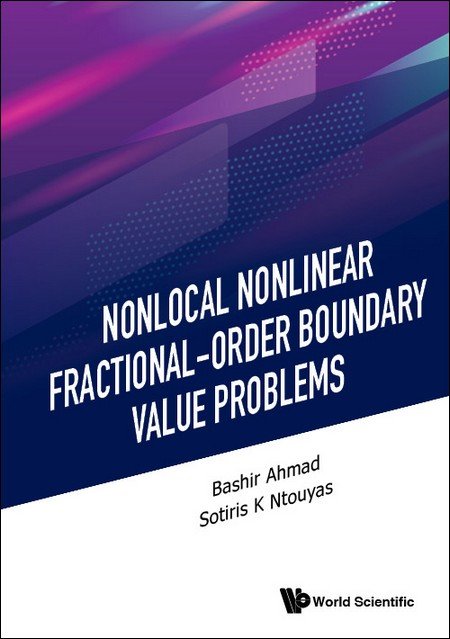 NONLOCAL NONLINEAR
FRACTIONAL-ORDER BOUNDARY
VALUE PROBLEMS
Bashir Ahmad
Sotiris K Ntouyas
World Scientific